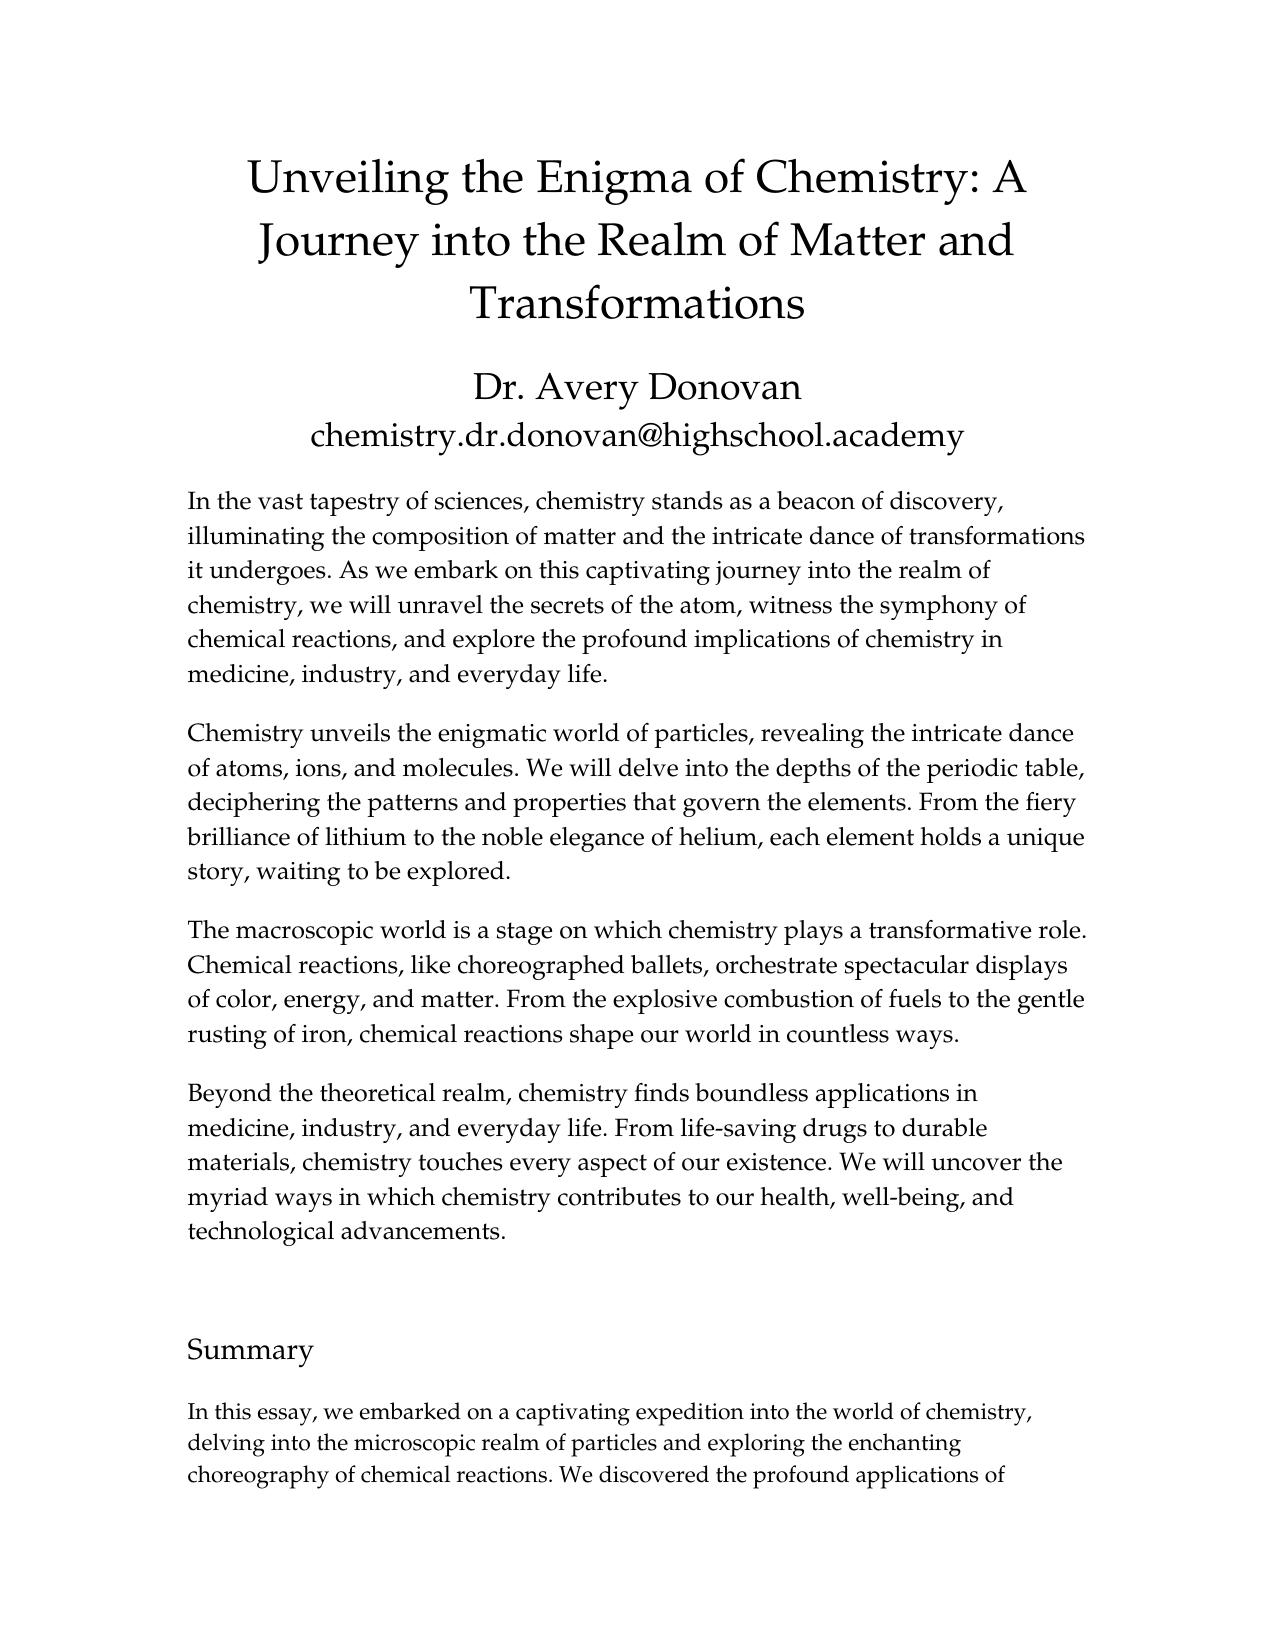 Unveiling the Enigma of Chemistry: A
Journey into the Realm of Matter and
Transformations
Dr. Avery Donovan
chemistry.dr.donovan@highschool.academy
In the vast tapestry of sciences, chemistry stands as a beacon of discovery,
illuminating the composition of matter and the intricate dance of transformations
it undergoes. As we embark on this captivating journey into the realm of
chemistry, we will unravel the secrets of the atom, witness the symphony of
chemical reactions, and explore the profound implications of chemistry in
medicine, industry, and everyday life.
Chemistry unveils the enigmatic world of particles, revealing the intricate dance
of atoms, ions, and molecules. We will delve into the depths of the periodic table,
deciphering the patterns and properties that govern the elements. From the fiery
brilliance of lithium to the noble elegance of helium, each element holds a unique
story, waiting to be explored.
The macroscopic world is a stage on which chemistry plays a transformative role.
Chemical reactions, like choreographed ballets, orchestrate spectacular displays
of color, energy, and matter. From the explosive combustion of fuels to the gentle
rusting of iron, chemical reactions shape our world in countless ways.
Beyond the theoretical realm, chemistry finds boundless applications in
medicine, industry, and everyday life. From life-saving drugs to durable
materials, chemistry touches every aspect of our existence. We will uncover the
myriad ways in which chemistry contributes to our health, well-being, and
technological advancements.
Summary
In this essay, we embarked on a captivating expedition into the world of chemistry,
delving into the microscopic realm of particles and exploring the enchanting
choreography of chemical reactions. We discovered the profound applications of